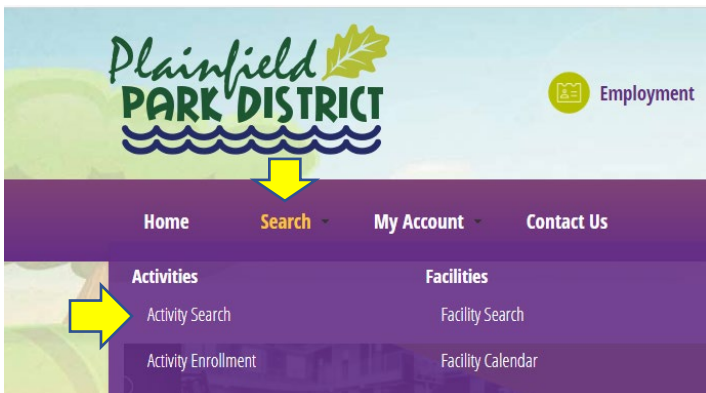 Plainfield
PARK DISTRICT
Employment
Home Search My Account Contact Us
Activities Facilities
Activity Search Facility Search
Activity Enrollment Facility Calendar